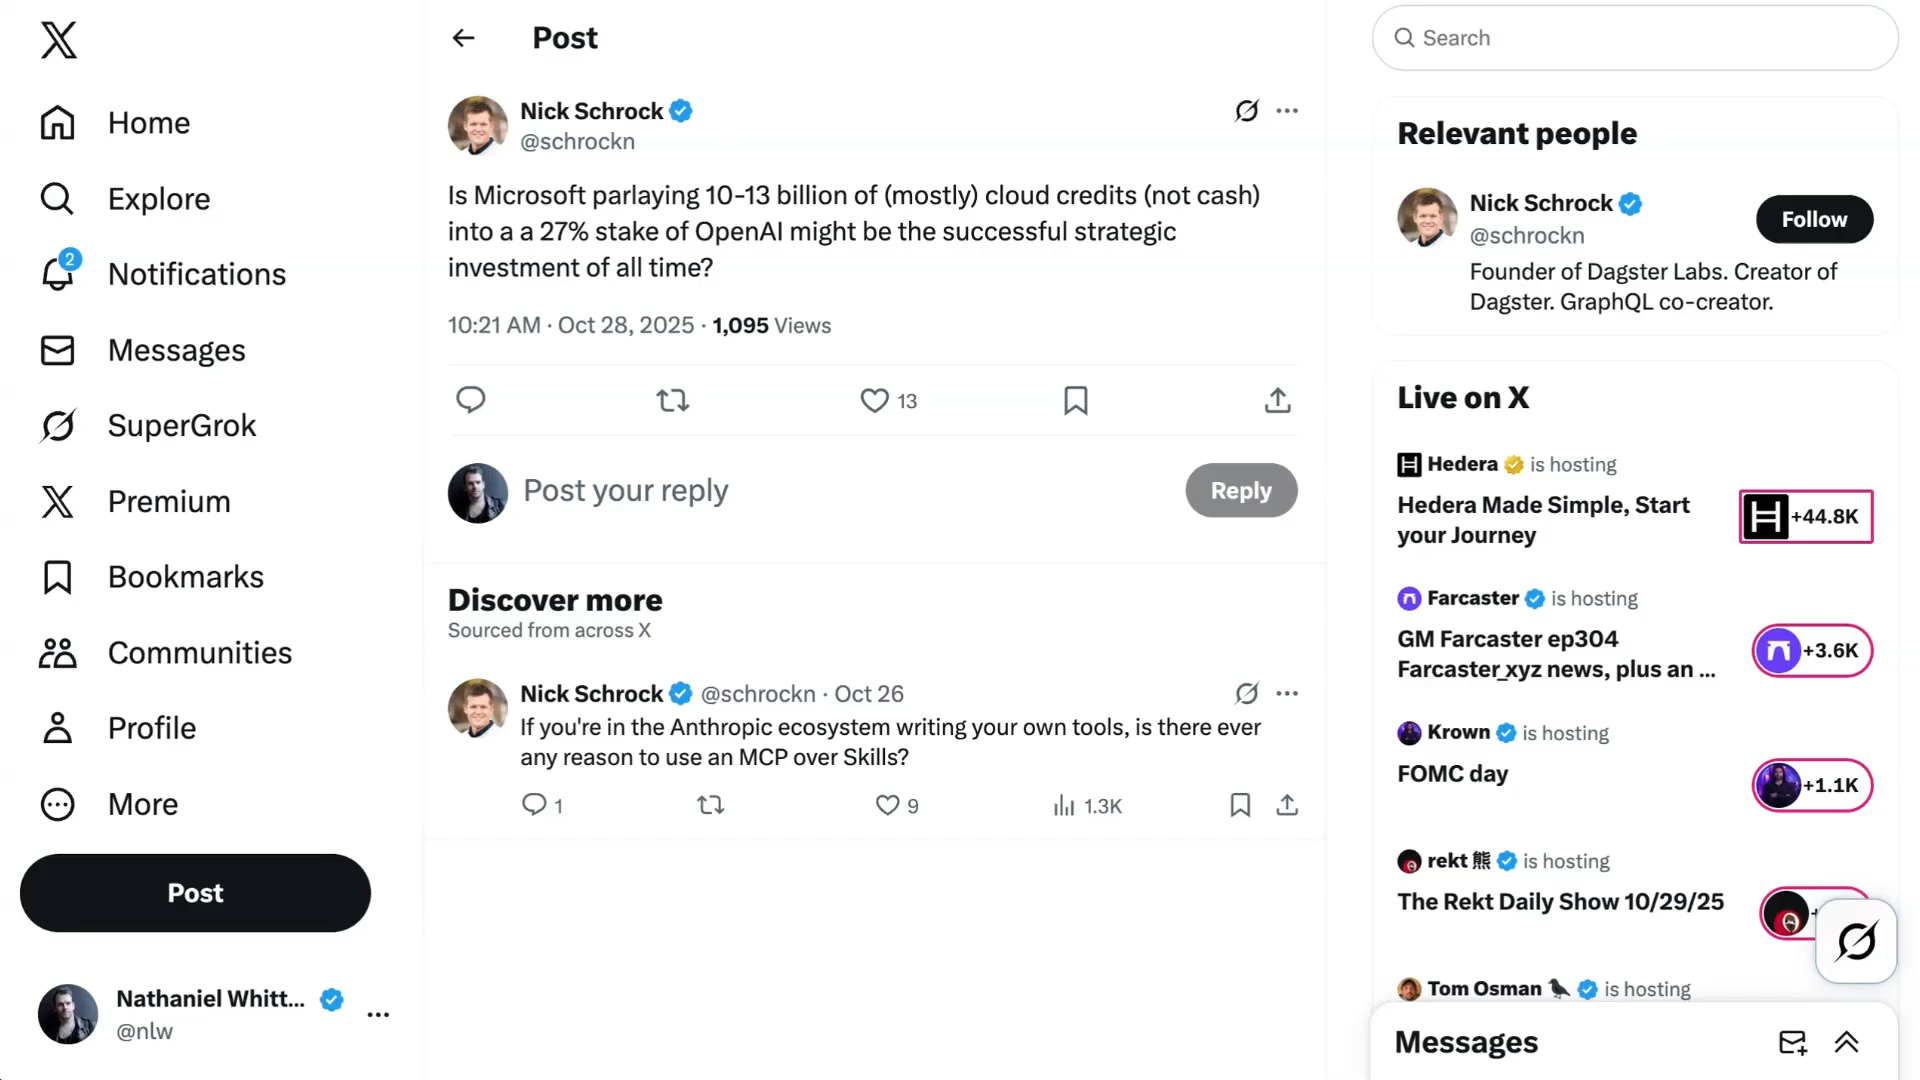 Home
Explore
2
Notifications
Messages
SuperGrok
Premium
Bookmarks
Communities
Profile
More
Post
Nathaniel Whitt...
@nlw
Post
Nick Schrock
@schrockn
Is Microsoft parlaying 10-13 billion of (mostly) cloud credits (not cash)
into a a 27% stake of OpenAI might be the successful strategic
investment of all time?
10:21 AM · Oct 28, 2025 · 1,095 Views
13
Post your reply
Reply
Discover more
Sourced from across X
Nick Schrock @schrockn · Oct 26
If you're in the Anthropic ecosystem writing your own tools, is there ever
any reason to use an MCP over Skills?
1
9
1.3K
Search
Relevant people
Nick Schrock
@schrockn
Follow
Founder of Dagster Labs. Creator of
Dagster. GraphQL co-creator.
Live on X
Hedera is hosting
Hedera Made Simple, Start
your Journey
+44.8K
Farcaster is hosting
GM Farcaster ep304
Farcaster_xyz news, plus an ...
+3.6K
Krown is hosting
FOMC day
+1.1K
rekt 熊 is hosting
The Rekt Daily Show 10/29/25
Tom Osman is hosting
Messages